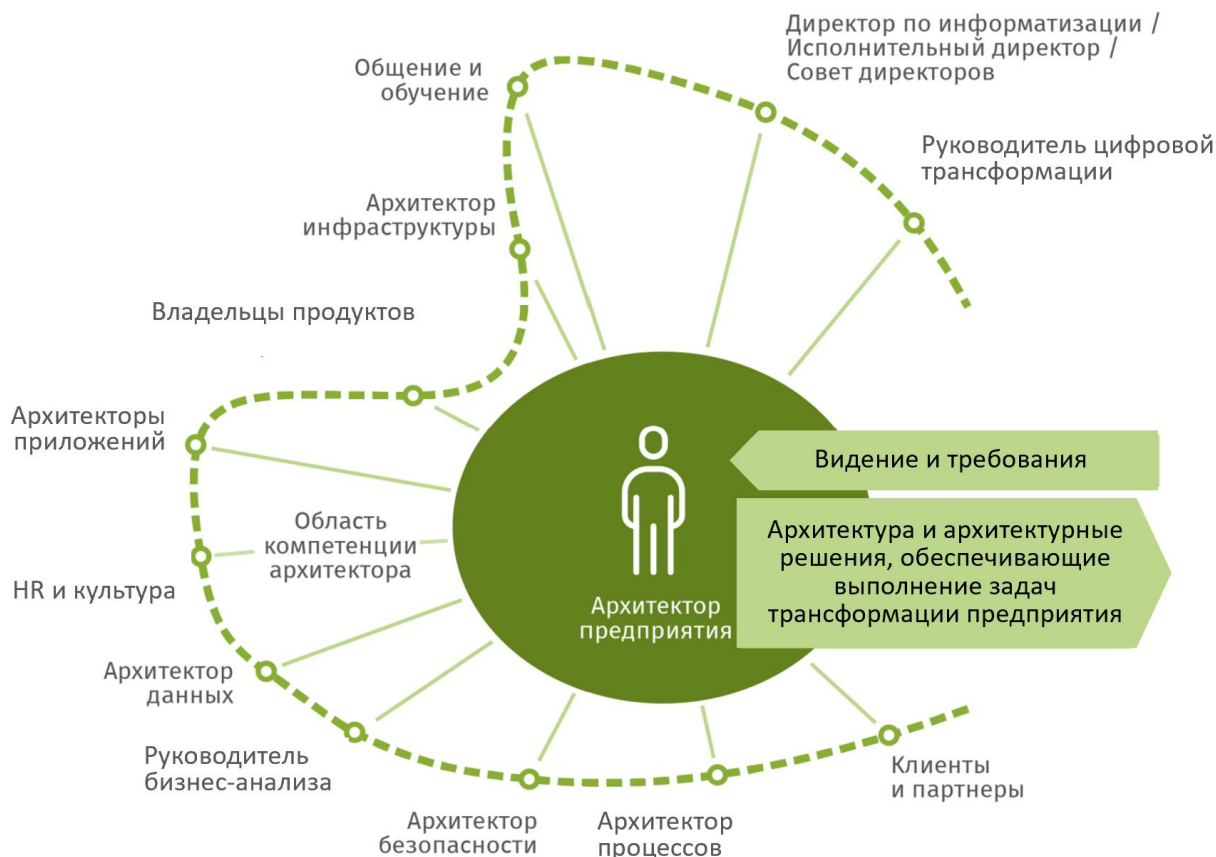 Директор по информатизации /
Исполнительный директор /
Совет директоров
Общение и
обучение
Руководитель цифровой
трансформации
Архитектор
инфраструктуры
Владельцы продуктов
Архитекторы
приложений
Видение и требования
Область
компетенции
архитектора
Архитектура и архитектурные
решения, обеспечивающие
выполнение задач
трансформации предприятия
HR и культура
Архитектор
предприятия
Архитектор
данных
Руководитель
бизнес-анализа
Клиенты
и партнеры
Архитектор
безопасности
Архитектор
процессов